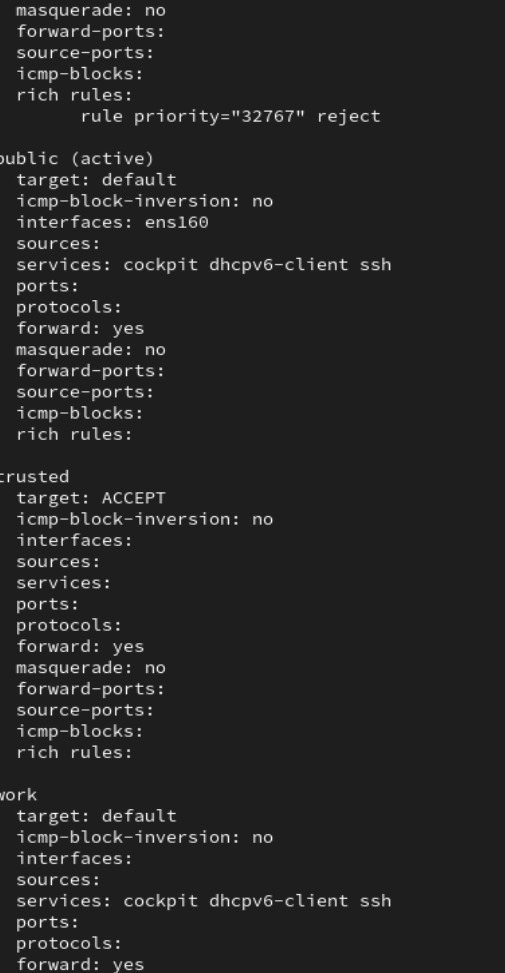 masquerade: no
forward-ports:
source-ports:
icmp-blocks:
rich rules:
rule priority="32767" reject
public (active)
target: default
icmp-block-inversion: no
interfaces: ens160
sources:
services: cockpit dhcpv6-client ssh
ports:
protocols:
forward: yes
masquerade: no
forward-ports:
source-ports:
icmp-blocks:
rich rules:
trusted
target: ACCEPT
icmp-block-inversion: no
interfaces:
sources:
services:
ports:
protocols:
forward: yes
masquerade: no
forward-ports:
source-ports:
icmp-blocks:
rich rules:
work
target: default
icmp-block-inversion: no
interfaces:
sources:
services: cockpit dhcpv6-client ssh
ports:
protocols:
forward: yes